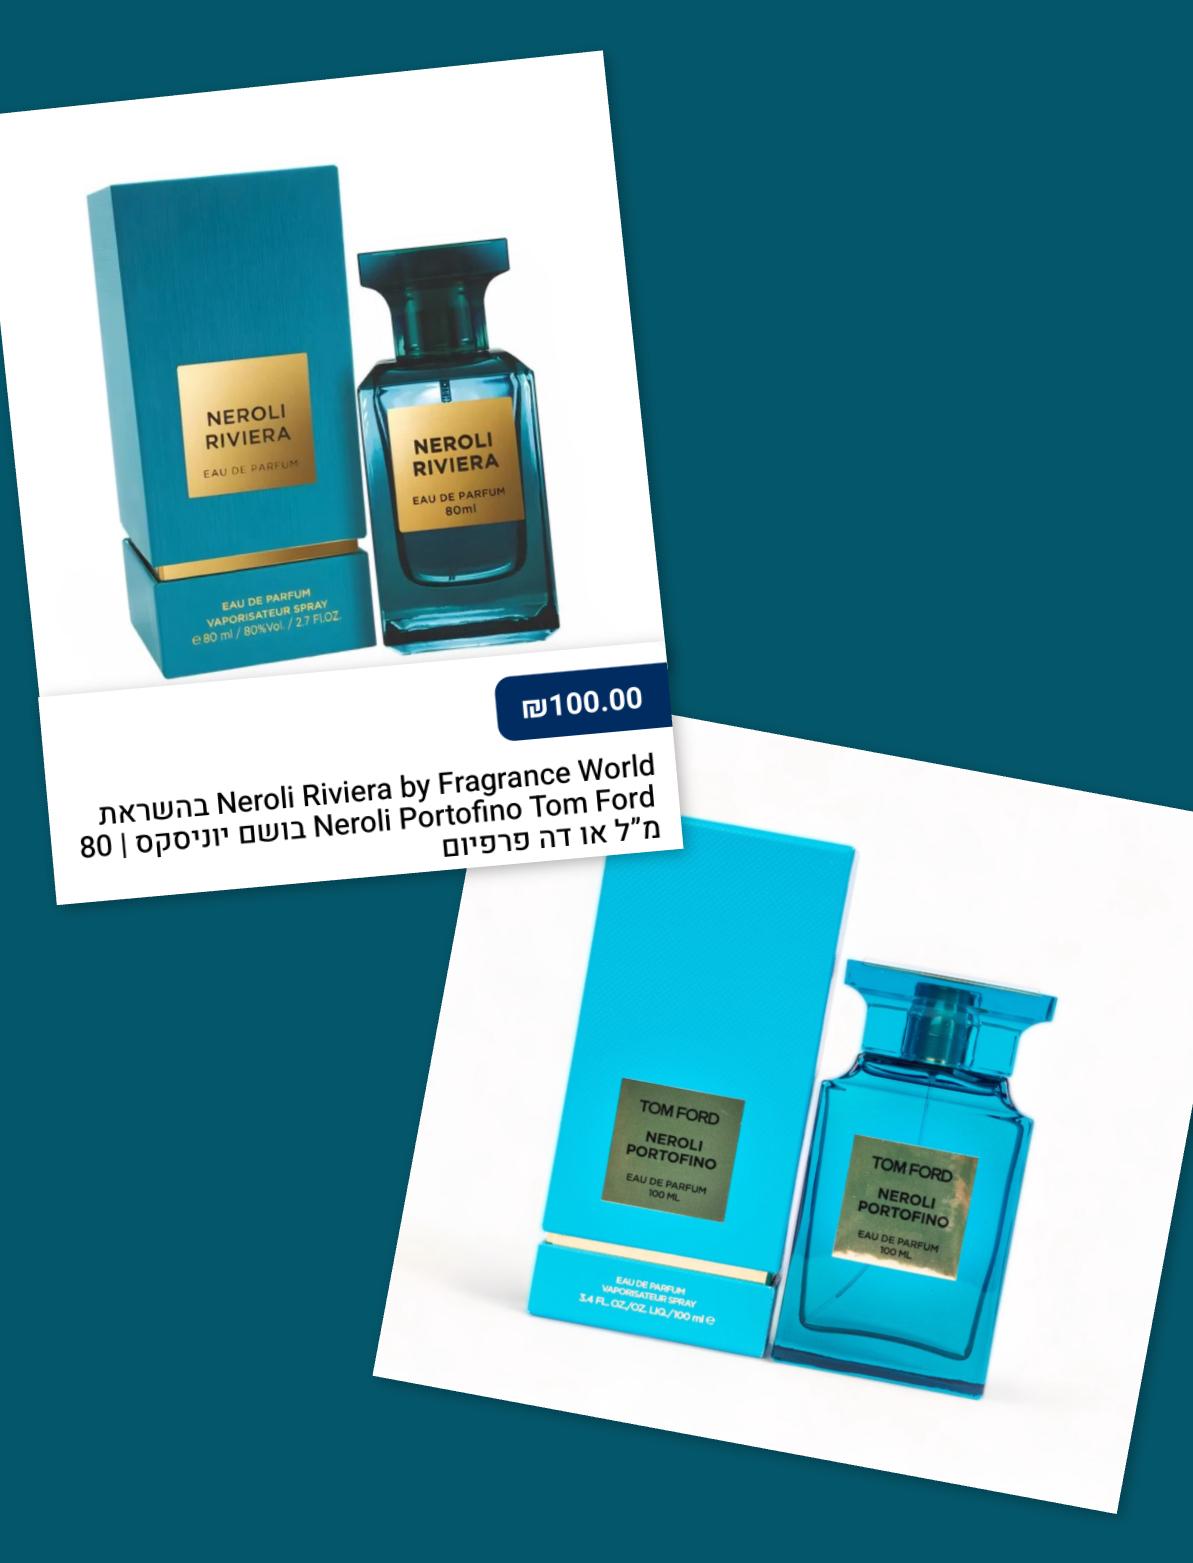 NEROLI
RIVIERA
EAU DE PARFUM
EAU DE PARFUM
VAPORISATEUR SPRAY
e 80 ml / 80%Vol. / 2.7 Fl.OZ.
NEROLI
RIVIERA
EAU DE PARFUM
80ml
₪100.00
Neroli Riviera by Fragrance World בהשראת
Neroli Portofino Tom Ford בושם יוניסקס | 80
מ”ל או דה פרפיום
TOM FORD
NEROLI
PORTOFINO
EAU DE PARFUM
100 ML
EAU DE PARFUM
VAPORISATEUR SPRAY
3.4 FL. OZ./OZ. LIQ./100 ml e
TOM FORD
NEROLI
PORTOFINO
EAU DE PARFUM
100 ML